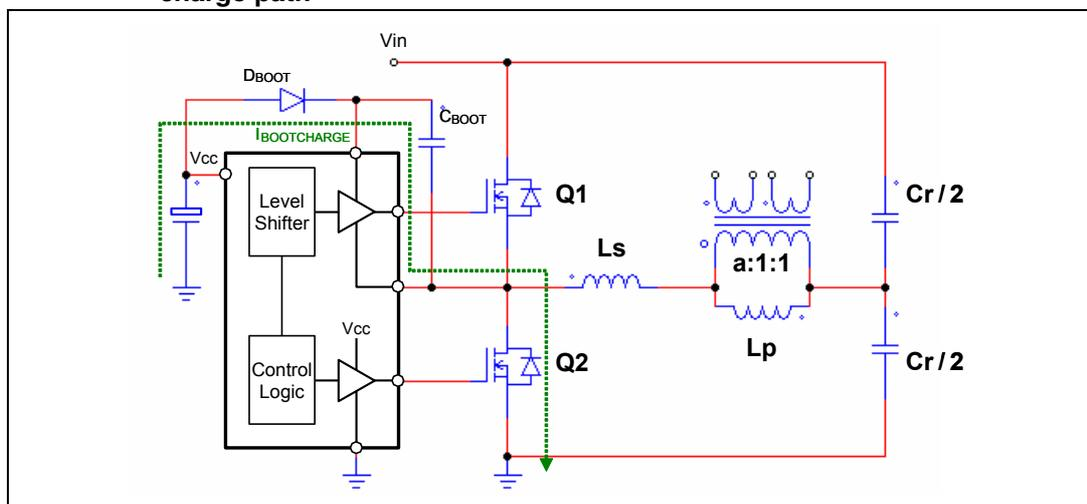 charge path
Vin
DBOOT
CBOOT
IBOOTCHARGE
Vcc
Level
Shifter
Q1
Cr / 2
Ls
a:1:1
Lp
Vcc
Control
Logic
Q2
Cr / 2